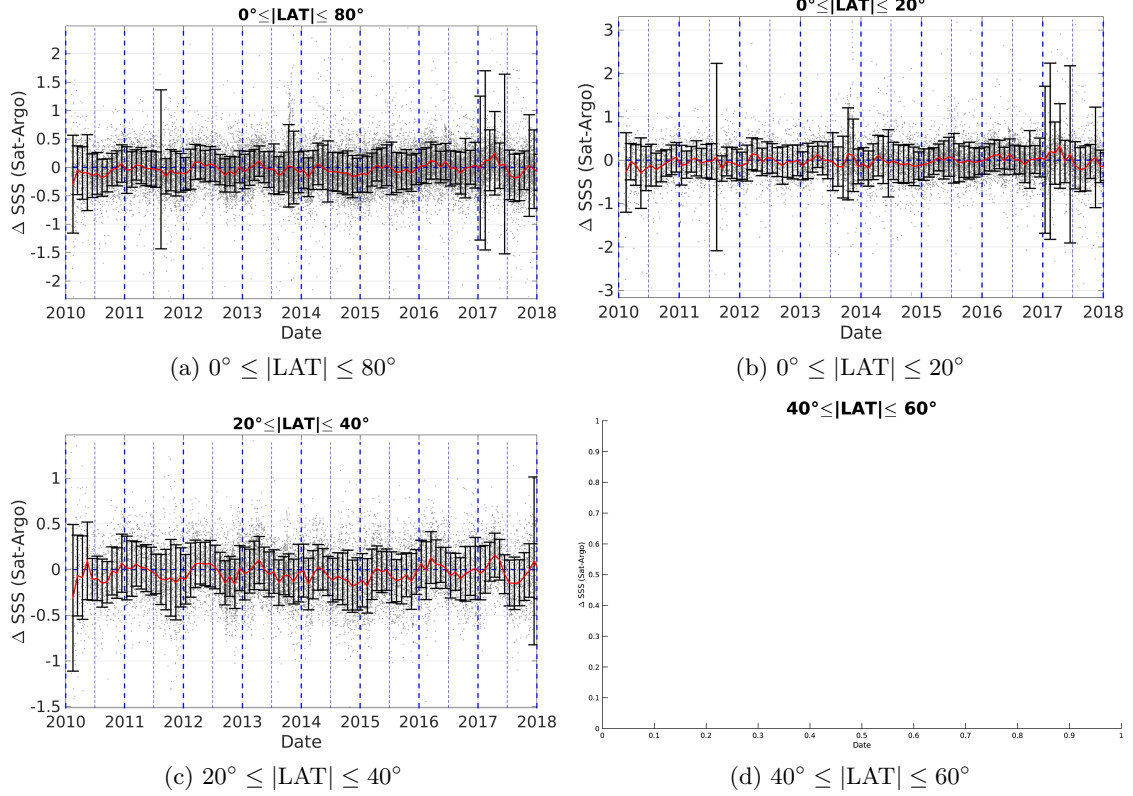 0°≤|LAT|≤ 80°
Δ SSS (Sat-Argo)
2
1.5
1
0.5
0
-0.5
-1
-1.5
-2
2010 2011 2012 2013 2014 2015 2016 2017 2018
Date
(a) 0° ≤ |LAT| ≤ 80°
0°≤|LAT|≤ 20°
Δ SSS (Sat-Argo)
3
2
1
0
-1
-2
-3
2010 2011 2012 2013 2014 2015 2016 2017 2018
Date
(b) 0° ≤ |LAT| ≤ 20°
20°≤|LAT|≤ 40°
Δ SSS (Sat-Argo)
1
0.5
0
-0.5
-1
-1.5
2010 2011 2012 2013 2014 2015 2016 2017 2018
Date
(c) 20° ≤ |LAT| ≤ 40°
40°≤|LAT|≤ 60°
Δ SSS (Sat-Argo)
1
0.9
0.8
0.7
0.6
0.5
0.4
0.3
0.2
0.1
0
0 0.1 0.2 0.3 0.4 0.5 0.6 0.7 0.8 0.9 1
Date
(d) 40° ≤ |LAT| ≤ 60°